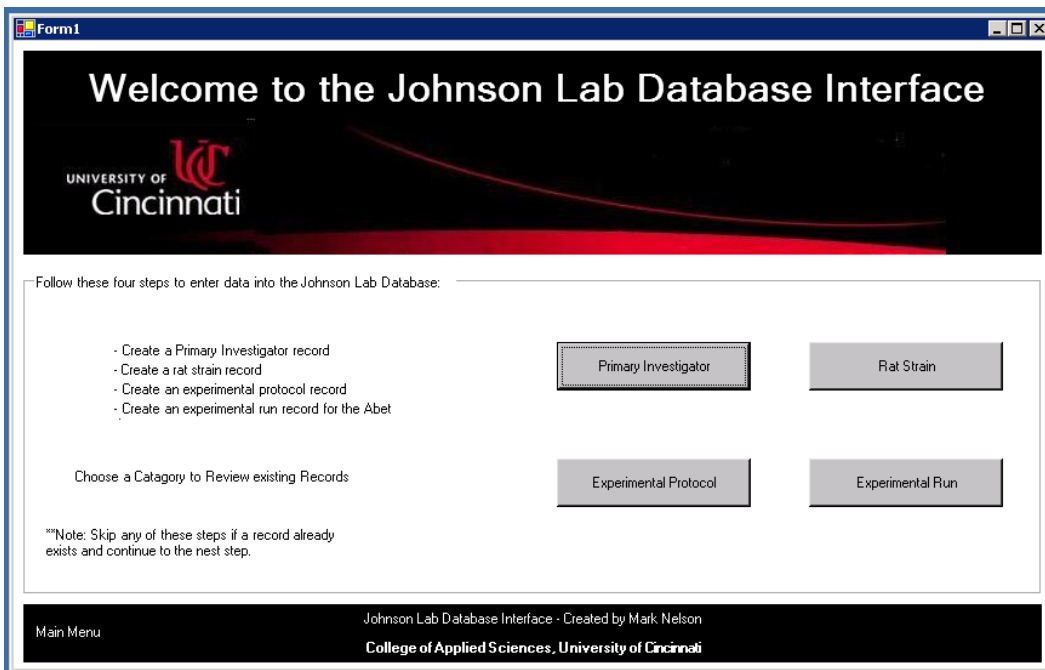 Form1
Welcome to the Johnson Lab Database Interface
UC
UNIVERSITY OF
Cincinnati
Follow these four steps to enter data into the Johnson Lab Database:
- Create a Primary Investigator record
- Create a rat strain record
- Create an experimental protocol record
- Create an experimental run record for the Abet
Primary Investigator
Rat Strain
Choose a Catagory to Review existing Records
Experimental Protocol
Experimental Run
**Note: Skip any of these steps if a record already
exists and continue to the nest step.
Johnson Lab Database Interface - Created by Mark Nelson
Main Menu
College of Applied Sciences, University of Cincinnati